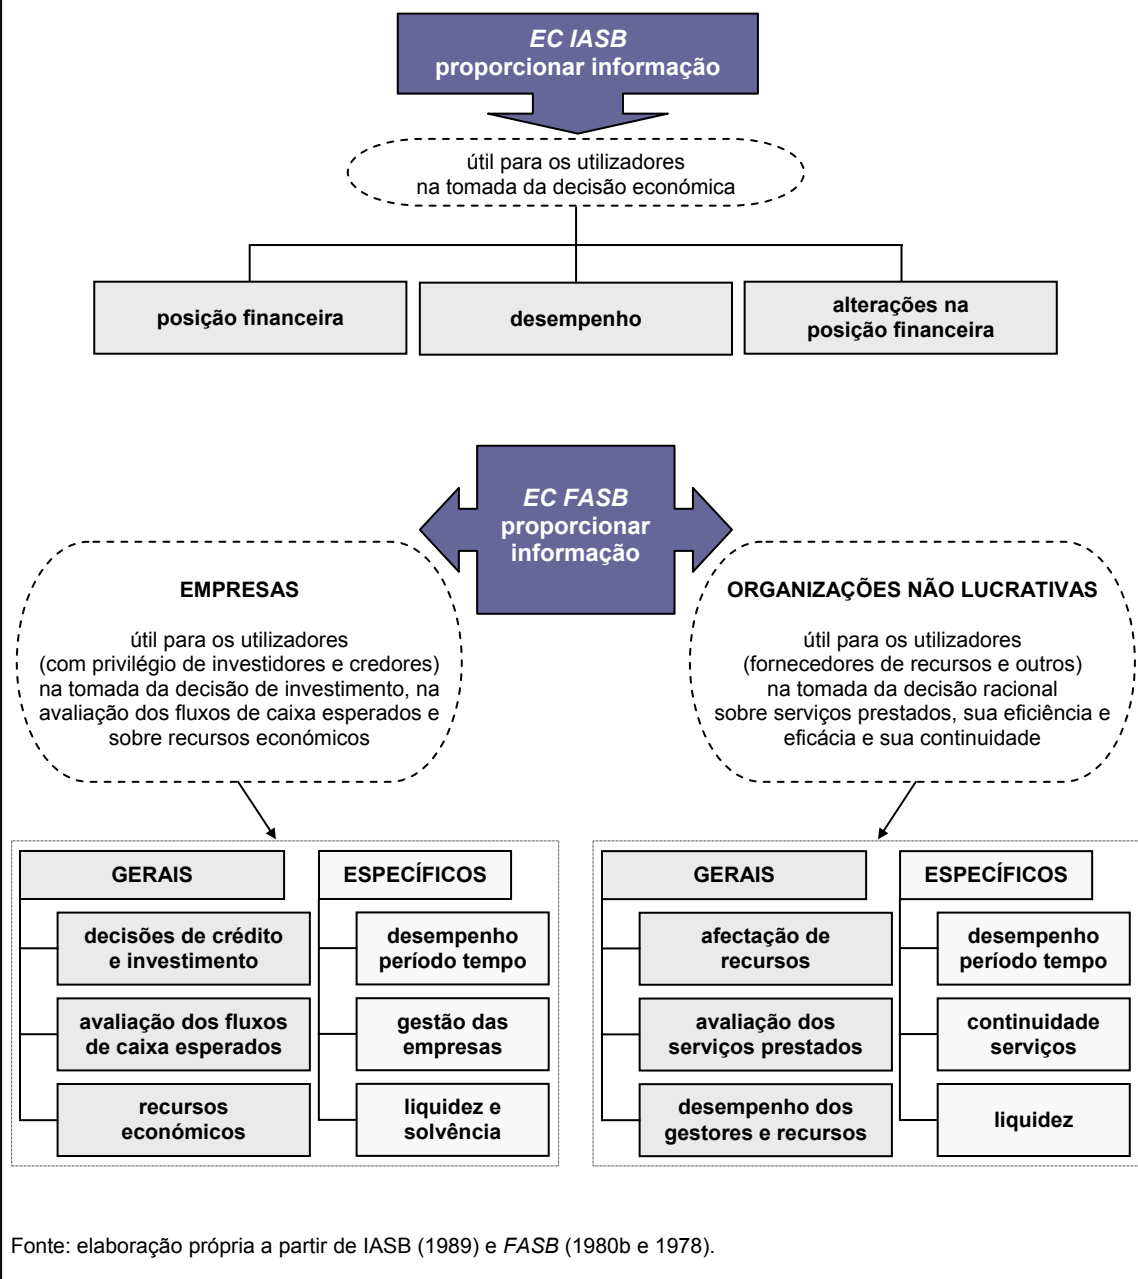 EC IASB
proporcionar informação
útil para os utilizadores
na tomada da decisão económica
posição financeira
desempenho
alterações na
posição financeira
EC FASB
proporcionar
informação
EMPRESAS
útil para os utilizadores
(com privilégio de investidores e credores)
na tomada da decisão de investimento, na
avaliação dos fluxos de caixa esperados e
sobre recursos económicos
ORGANIZAÇÕES NÃO LUCRATIVAS
útil para os utilizadores
(fornecedores de recursos e outros)
na tomada da decisão racional
sobre serviços prestados, sua eficiência e
eficácia e sua continuidade
GERAIS
decisões de crédito
e investimento
avaliação dos fluxos
de caixa esperados
recursos
económicos
ESPECÍFICOS
desempenho
período tempo
gestão das
empresas
liquidez e
solvência
GERAIS
afectação de
recursos
avaliação dos
serviços prestados
desempenho dos
gestores e recursos
ESPECÍFICOS
desempenho
período tempo
continuidade
serviços
liquidez
Fonte: elaboração própria a partir de IASB (1989) e FASB (1980b e 1978).